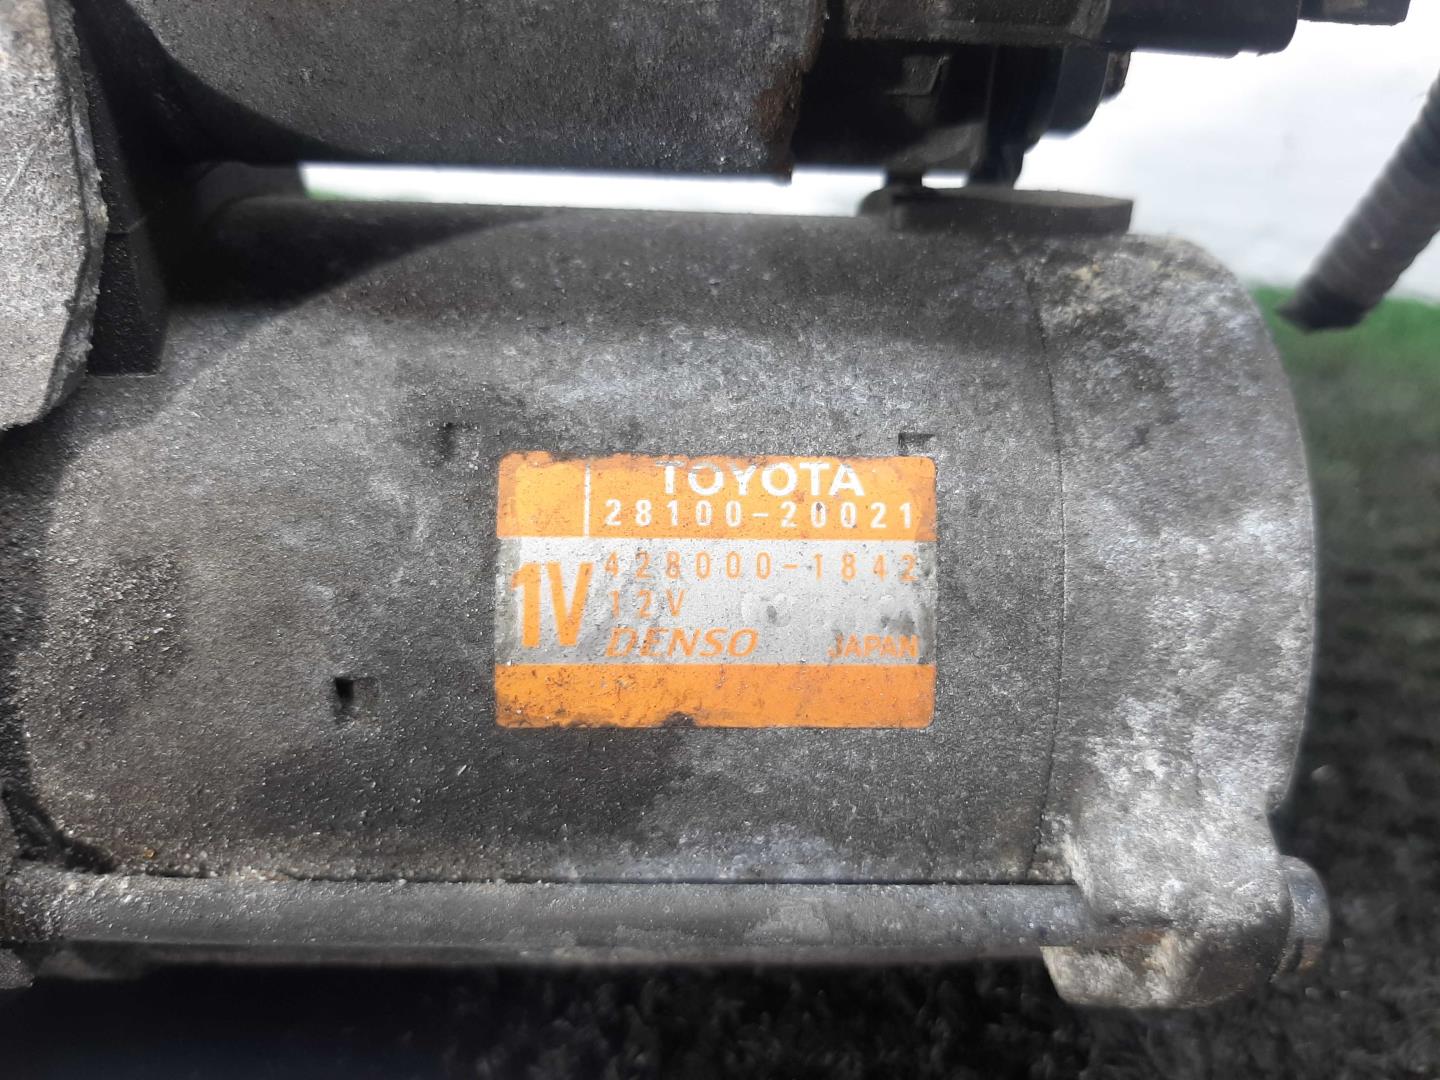 TOYOTA
28100-20021
428000-1842
1V
12V
DENSO JAPAN